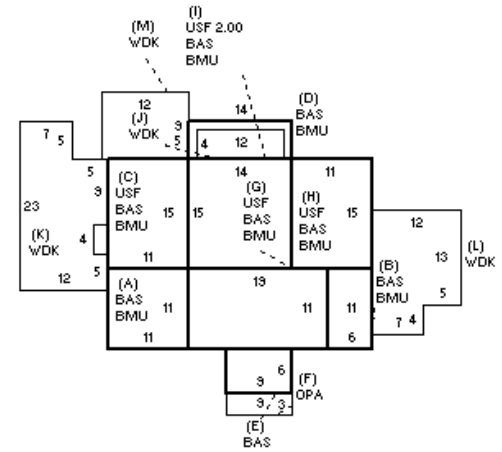 (M)
WDK
(I)
USF 2.00
BAS
BMU
12
(J)
WDK
9
5
14
4
12
(D)
BAS
BMU
7
5
5
9
23
(K)
WDK
4
12
5
(C)
USF
BAS
BMU
15
11
14
15
(G)
USF
BAS
BMU
11
(H)
USF
BAS
BMU
15
12
13
(L)
WDK
5
7
4
(B)
BAS
BMU
(A)
BAS
BMU
11
11
19
11
11
6
6
9
(F)
OPA
9
3
(E)
BAS